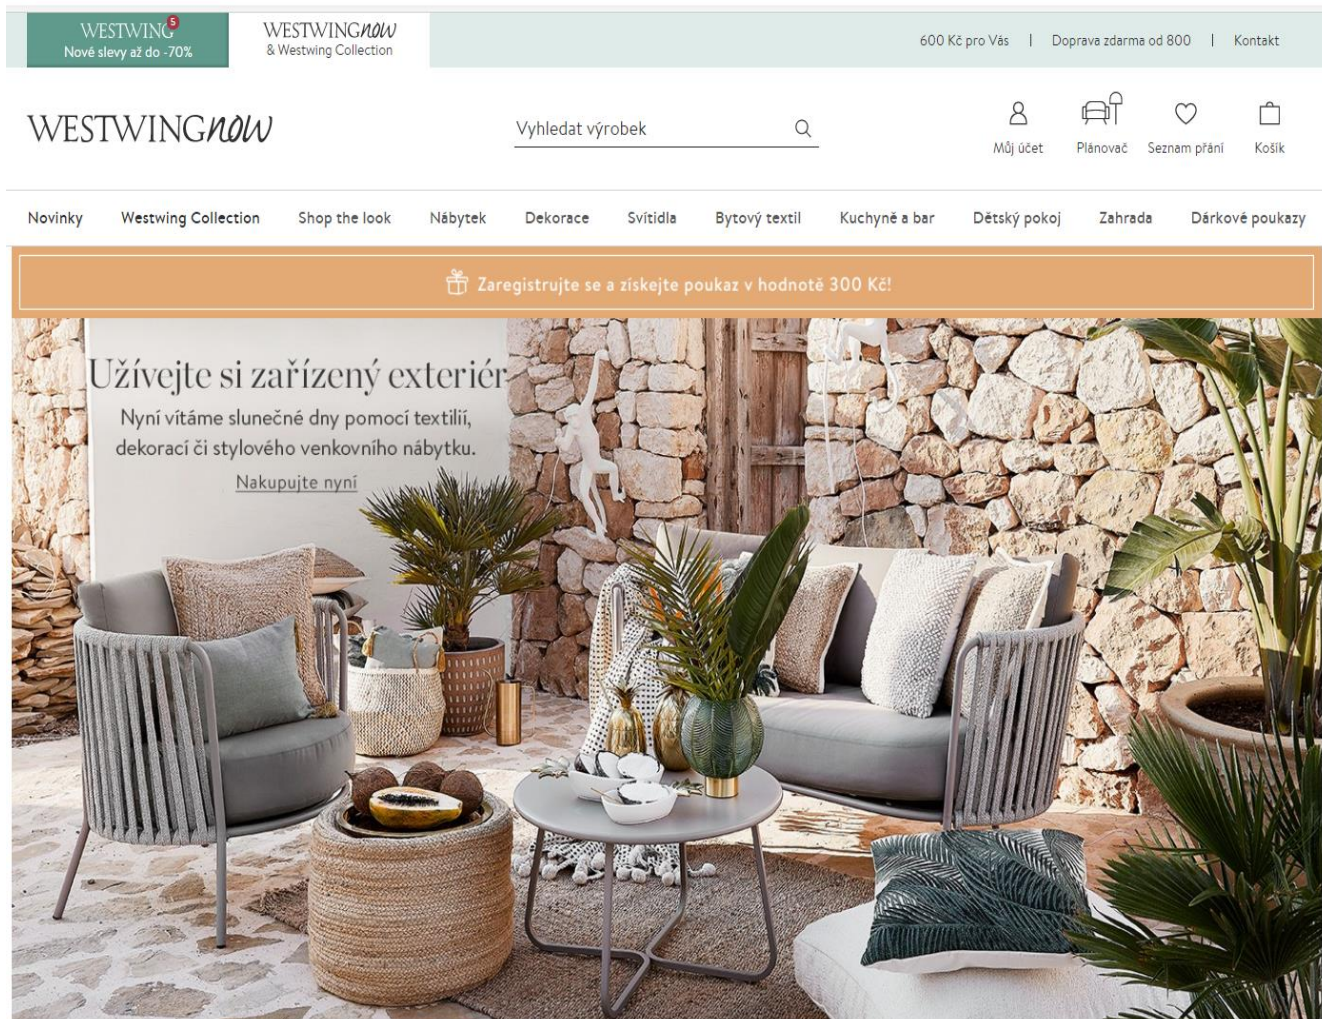 WESTWING 5
Nové slevy až do -70%
WESTWINGNOW
& Westwing Collection
600 Kč pro Vás | Doprava zdarma od 800 | Kontakt
WESTWINGNOW
Vyhledat výrobek
Můj účet
Plánovač
Seznam přání
Košík
Novinky Westwing Collection Shop the look Nábytek Dekorace Svítidla Bytový textil Kuchyně a bar Dětský pokoj Zahrada Dárkové poukazy
Zaregistrujte se a získejte poukaz v hodnotě 300 Kč!
Užívejte si zařízený exteriér
Nyní vítáme slunečné dny pomocí textilií,
dekorací či stylového venkovního nábytku.
Nakupujte nyní